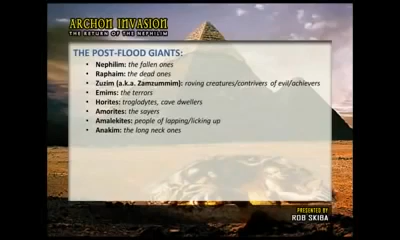 ARCHON INVASION
THE RETURN OF THE NEPHILIM
THE POST-FLOOD GIANTS:
• Nephilim: the fallen ones
• Raphaim: the dead ones
• Zuzim (a.k.a. Zamzummim): roving creatures/contrivers of evil/achievers
• Emims: the terrors
• Horites: troglodytes, cave dwellers
• Amorites: the sayers
• Amalekites: people of lapping/licking up
• Anakim: the long neck ones
PRESENTED BY
ROB SKIBA